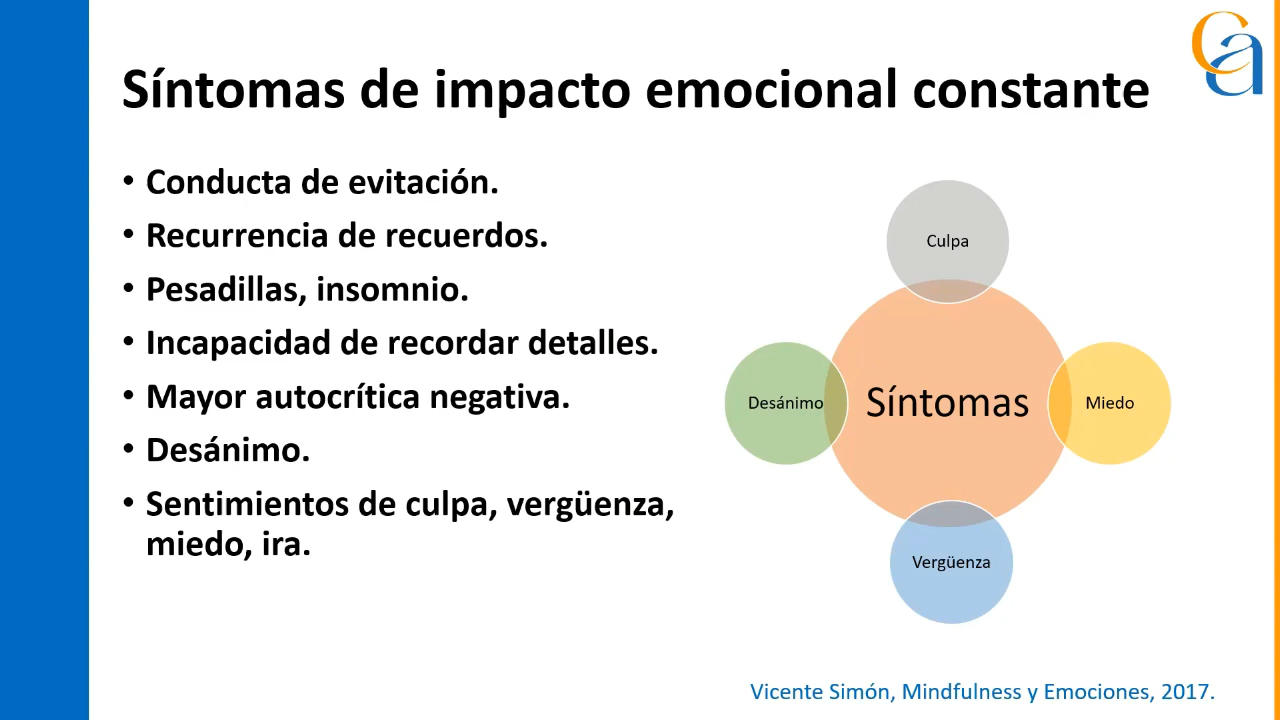 Síntomas de impacto emocional constante
• Conducta de evitación.
• Recurrencia de recuerdos.
• Pesadillas, insomnio.
• Incapacidad de recordar detalles.
• Mayor autocrítica negativa.
• Desánimo.
• Sentimientos de culpa, vergüenza,
miedo, ira.
Culpa
Desánimo
Síntomas
Miedo
Vergüenza
Vicente Simón, Mindfulness y Emociones, 2017.
Ca